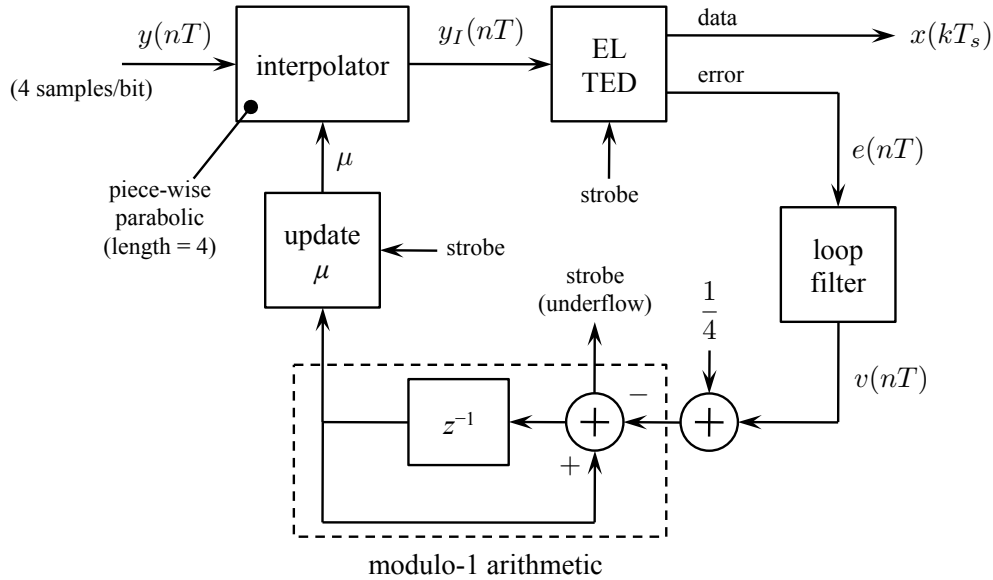 data
y(nT)
y_I(nT)
x(kT_s)
interpolator
EL
TED
(4 samples/bit)
error
μ
e(nT)
piece-wise
parabolic
(length = 4)
strobe
update
μ
strobe
loop
filter
strobe
(underflow)
1/4
v(nT)
−
z⁻¹
+
+
+
modulo-1 arithmetic